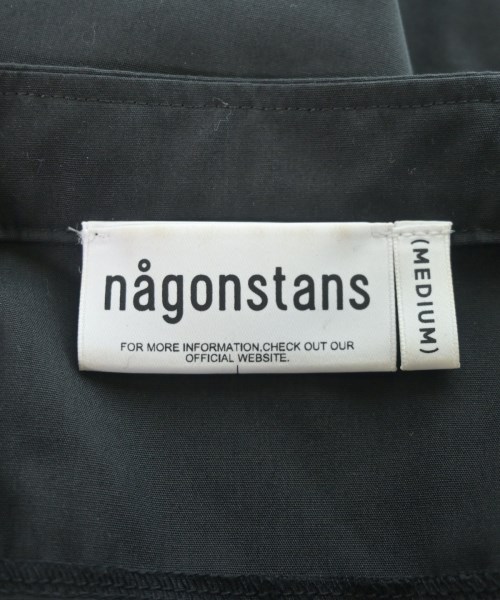 någonstans
FOR MORE INFORMATION,CHECK OUT OUR
OFFICIAL WEBSITE.
(MEDIUM)